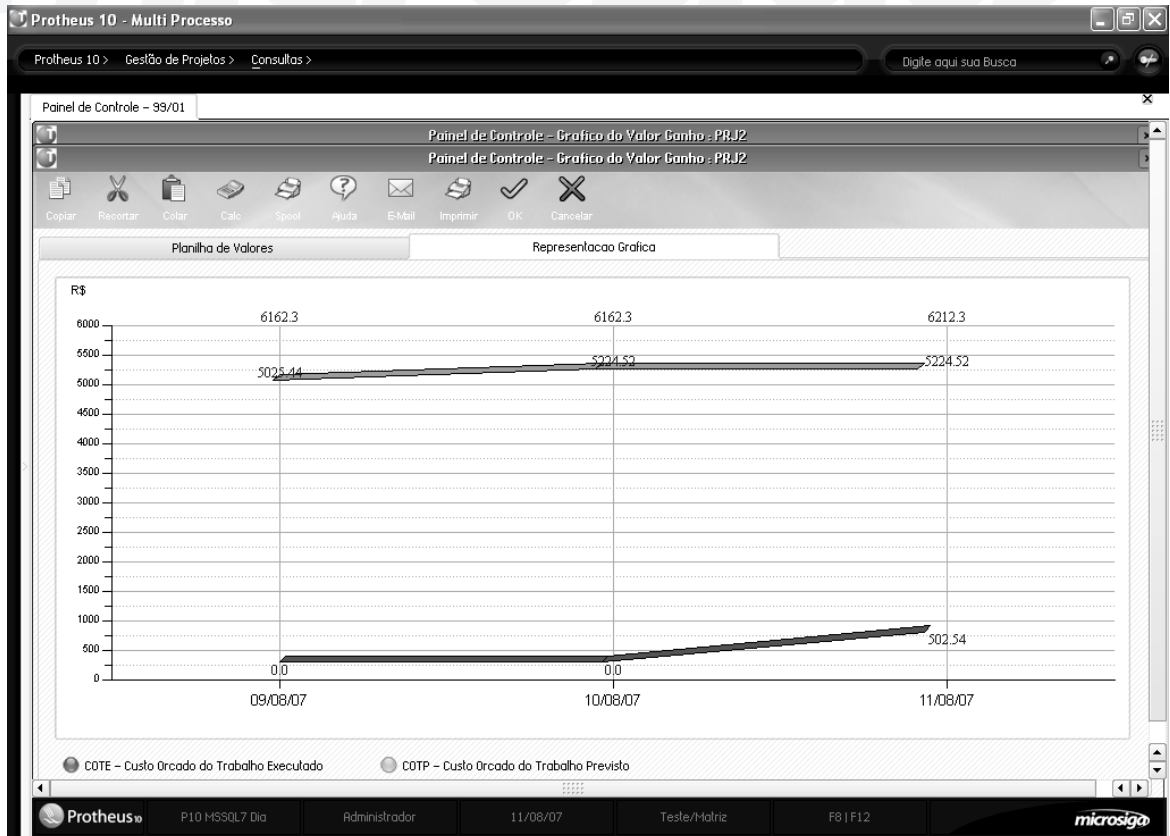 Protheus 10 - Multi Processo
Protheus 10 > Gestão de Projetos > Consultas >
Digite aqui sua Busca
Painel de Controle - 99/01
Painel de Controle - Grafico do Valor Ganho : PRJ2
Painel de Controle - Grafico do Valor Ganho : PRJ2
Copiar Recortar Colar Calc Spool Ajuda E-Mail Imprimir OK Cancelar
Planilha de Valores Representacao Grafica
R$
6162.3 6162.3 6212.3
6000
5500
5224.52 5224.52
5025.44
5000
4500
4000
3500
3000
2500
2000
1500
1000
502.54
500
0.0 0.0
0
09/08/07 10/08/07 11/08/07
COTE - Custo Orcado do Trabalho Executado COTP - Custo Orcado do Trabalho Previsto
Protheus10 P10 MSSQL7 Dia Administrador 11/08/07 Teste/Matriz F8 | F12 microsiga